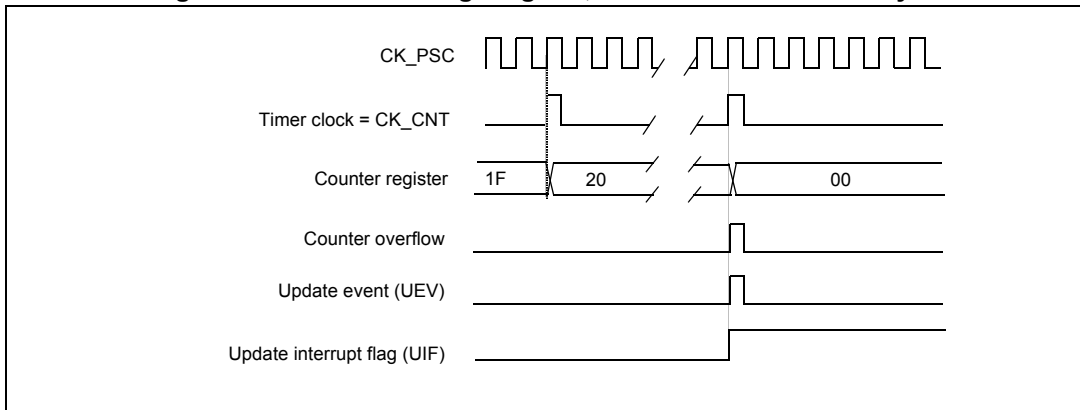 CK_PSC
Timer clock = CK_CNT
Counter register 1F 20 00
Counter overflow
Update event (UEV)
Update interrupt flag (UIF)